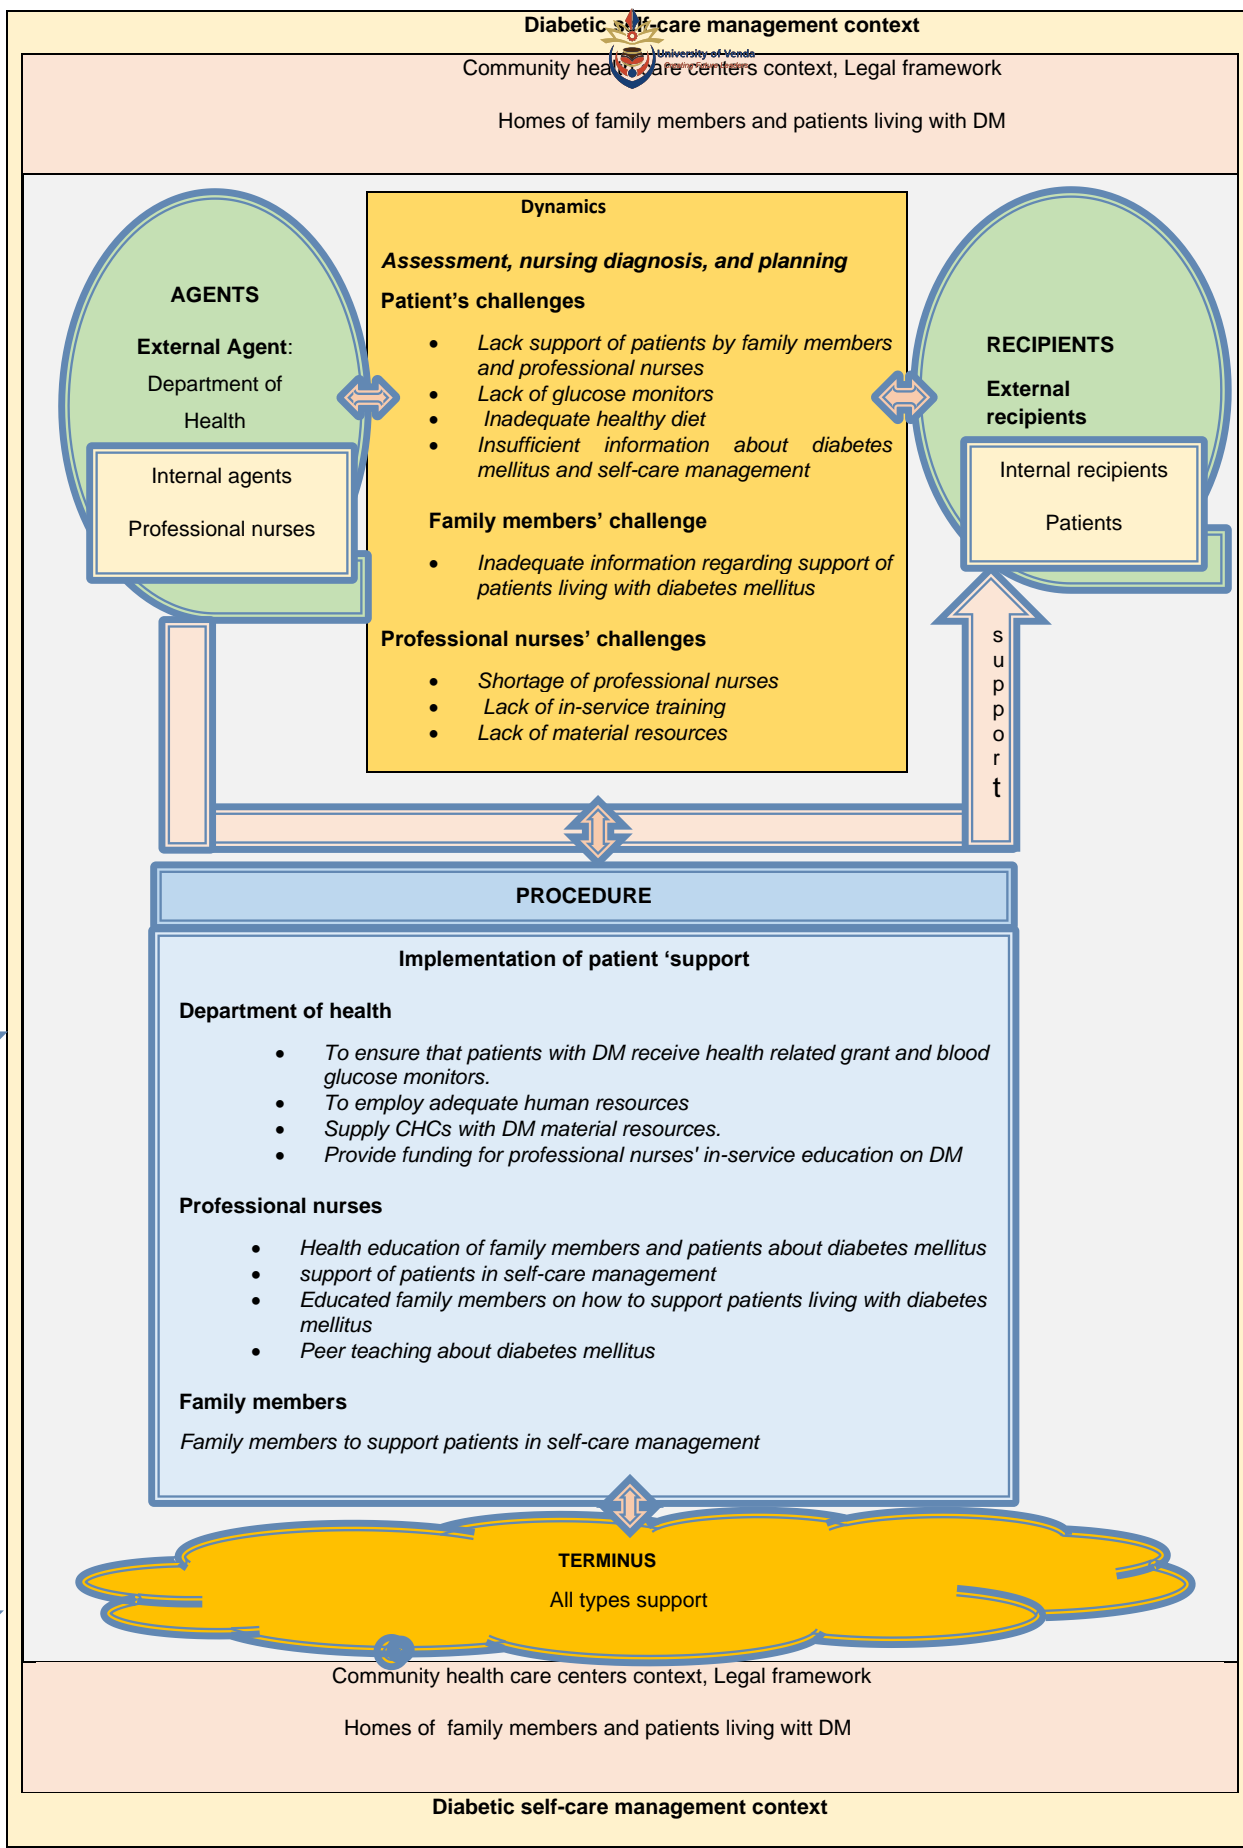 Diabetic self-care management context
University of Venda
Creating Future Leaders
Community health care centers context, Legal framework
Homes of family members and patients living with DM
AGENTS
External Agent:
Department of
Health
Internal agents
Professional nurses
Dynamics
Assessment, nursing diagnosis, and planning
Patient’s challenges
• Lack support of patients by family members
and professional nurses
• Lack of glucose monitors
• Inadequate healthy diet
• Insufficient information about diabetes
mellitus and self-care management
Family members’ challenge
• Inadequate information regarding support of
patients living with diabetes mellitus
Professional nurses’ challenges
• Shortage of professional nurses
• Lack of in-service training
• Lack of material resources
RECIPIENTS
External
recipients
Internal recipients
Patients
s
u
p
p
o
r
t
PROCEDURE
Implementation of patient ‘support
Department of health
• To ensure that patients with DM receive health related grant and blood
glucose monitors.
• To employ adequate human resources
• Supply CHCs with DM material resources.
• Provide funding for professional nurses' in-service education on DM
Professional nurses
• Health education of family members and patients about diabetes mellitus
• support of patients in self-care management
• Educated family members on how to support patients living with diabetes
mellitus
• Peer teaching about diabetes mellitus
Family members
Family members to support patients in self-care management
TERMINUS
All types support
Community health care centers context, Legal framework
Homes of family members and patients living witt DM
Diabetic self-care management context